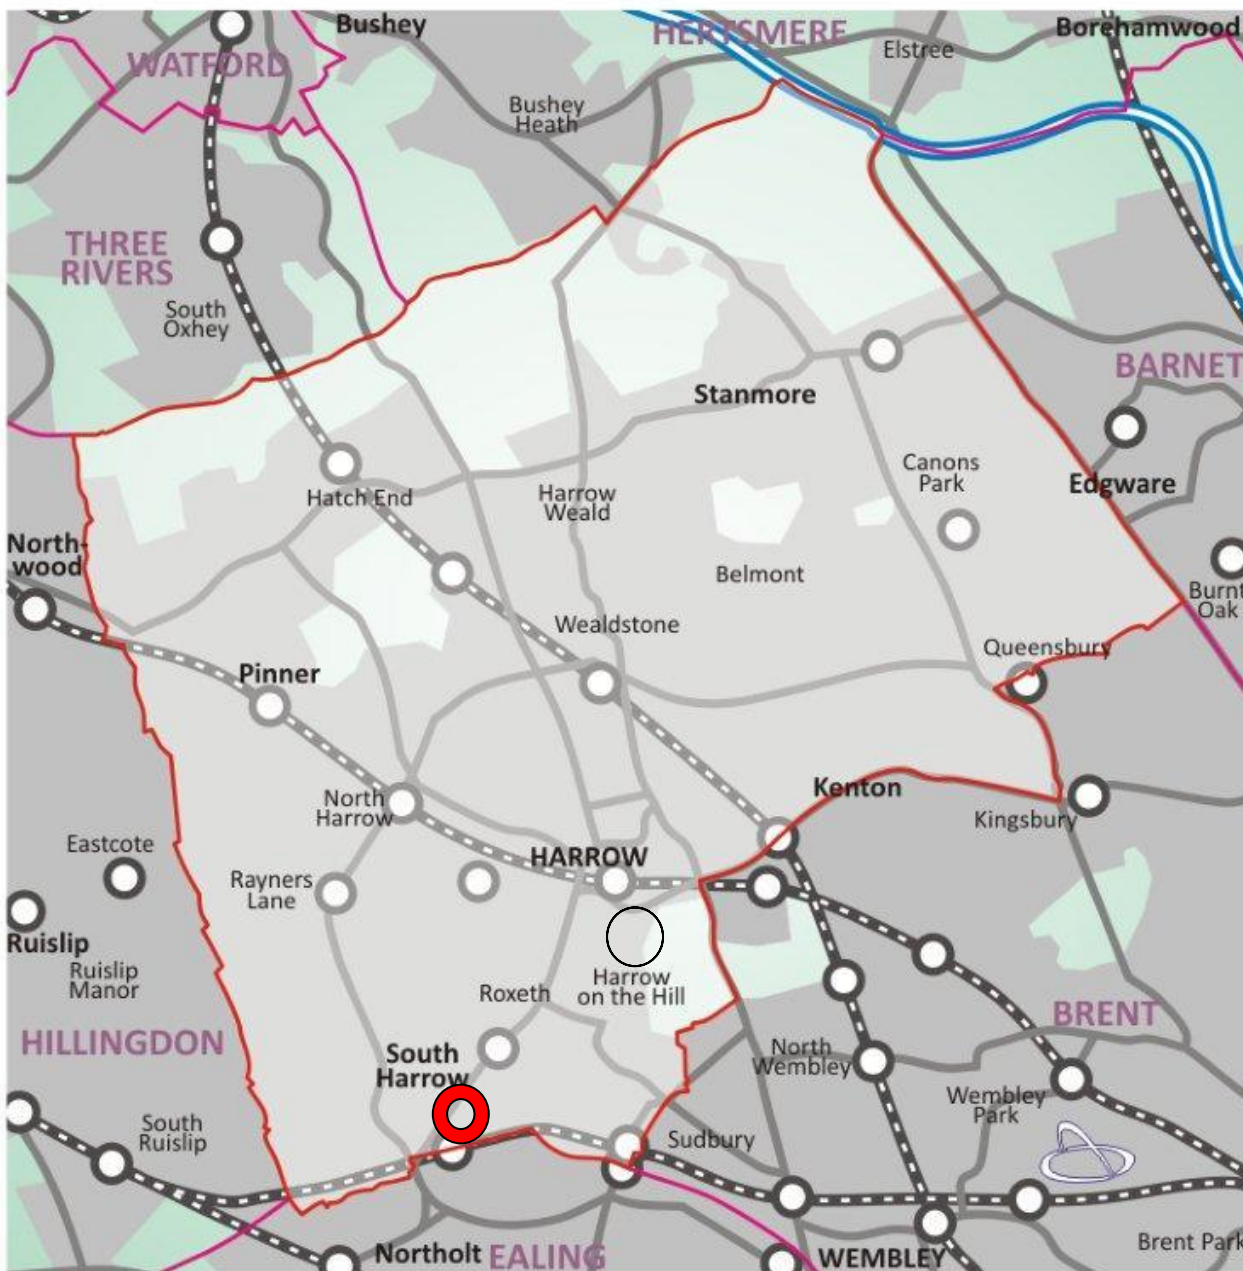 Bushey
HERTSMERE
Borehamwood
Elstree
WATFORD
Bushey
Heath
THREE
RIVERS
South
Oxhey
BARNET
Stanmore
Canons
Park
Edgware
Hatch End
Harrow
Weald
North-
wood
Belmont
Burnt
Oak
Wealdstone
Queensbury
Pinner
Kenton
North
Harrow
Kingsbury
Eastcote
HARROW
Rayners
Lane
Ruislip
Ruislip
Manor
Harrow
on the Hill
Roxeth
BRENT
HILLINGDON
South
Harrow
North
Wembley
Wembley
Park
South
Ruislip
Sudbury
Brent Park
Northolt
EALING
WEMBLEY